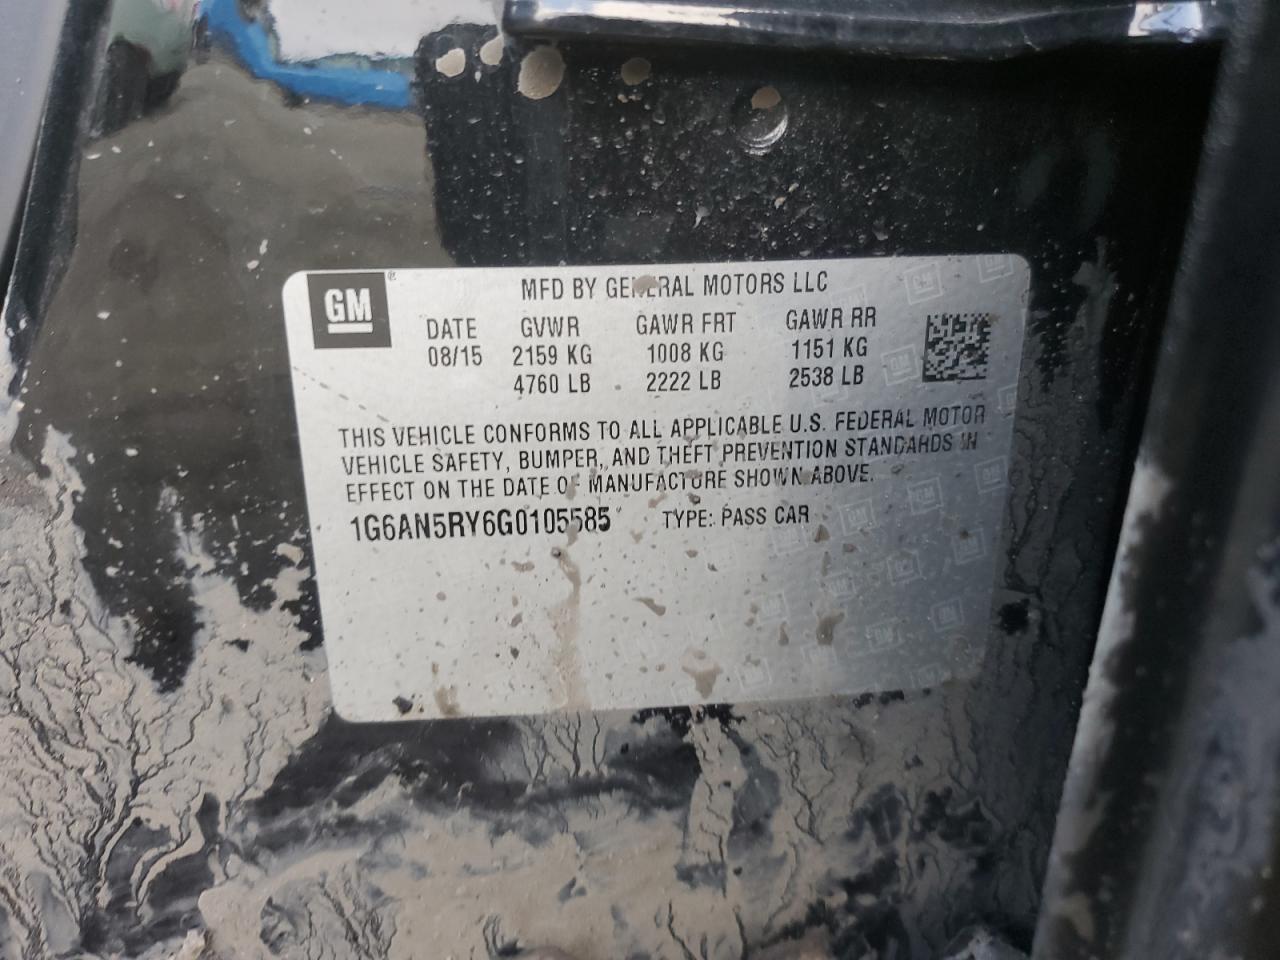 GM
MFD BY GENERAL MOTORS LLC
DATE GVWR GAWR FRT GAWR RR
08/15 2159 KG 1008 KG 1151 KG
4760 LB 2222 LB 2538 LB
THIS VEHICLE CONFORMS TO ALL APPLICABLE U.S. FEDERAL MOTOR
VEHICLE SAFETY, BUMPER, AND THEFT PREVENTION STANDARDS IN
EFFECT ON THE DATE OF MANUFACTURE SHOWN ABOVE.
1G6AN5RY6G0105585 TYPE: PASS CAR